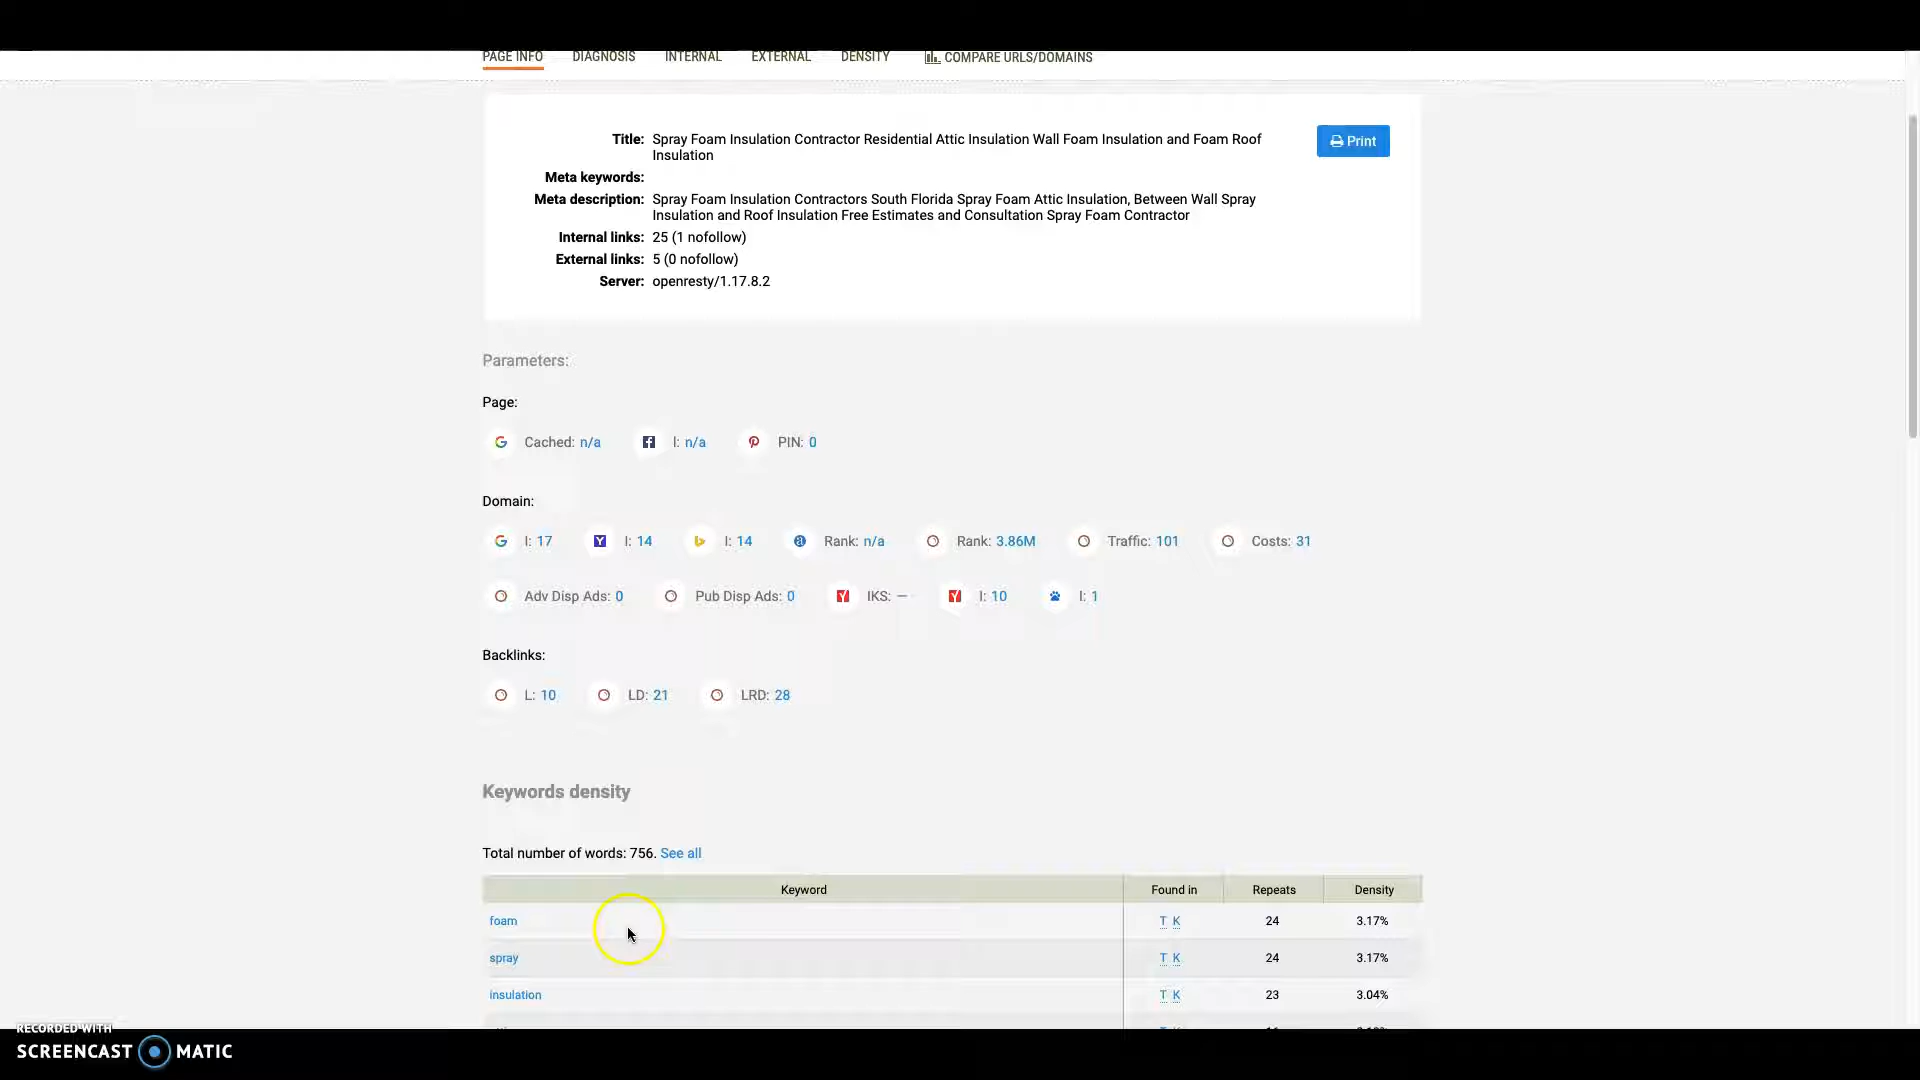 PAGE INFO DIAGNOSIS INTERNAL EXTERNAL DENSITY COMPARE URLS/DOMAINS
Title: Spray Foam Insulation Contractor Residential Attic Insulation Wall Foam Insulation and Foam Roof
Insulation
Print
Meta keywords:
Meta description: Spray Foam Insulation Contractors South Florida Spray Foam Attic Insulation, Between Wall Spray
Insulation and Roof Insulation Free Estimates and Consultation Spray Foam Contractor
Internal links: 25 (1 nofollow)
External links: 5 (0 nofollow)
Server: openresty/1.17.8.2
Parameters:
Page:
Cached: n/a I: n/a PIN: 0
Domain:
I: 17 I: 14 I: 14 Rank: n/a Rank: 3.86M Traffic: 101 Costs: 31
Adv Disp Ads: 0 Pub Disp Ads: 0 IKS: — I: 10 I: 1
Backlinks:
L: 10 LD: 21 LRD: 28
Keywords density
Total number of words: 756. See all
Keyword Found in Repeats Density
foam T K 24 3.17%
spray T K 24 3.17%
insulation T K 23 3.04%
RECORDED WITH
SCREENCAST MATIC